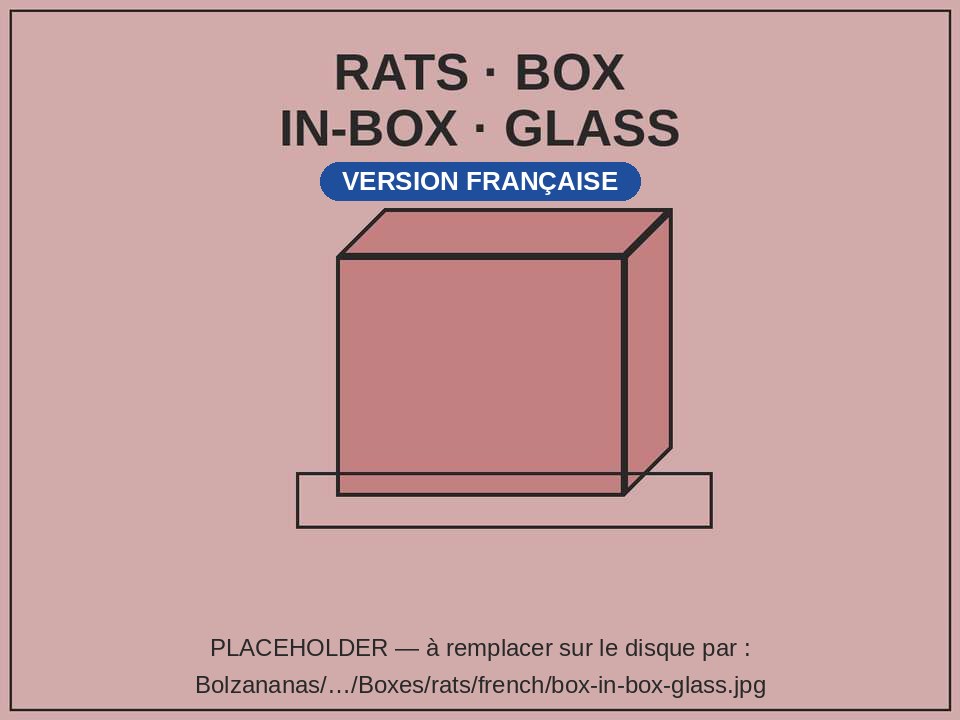 RATS · BOX
IN-BOX · GLASS
VERSION FRANÇAISE
PLACEHOLDER — à remplacer sur le disque par :
Bolzananas/…/Boxes/rats/french/box-in-box-glass.jpg